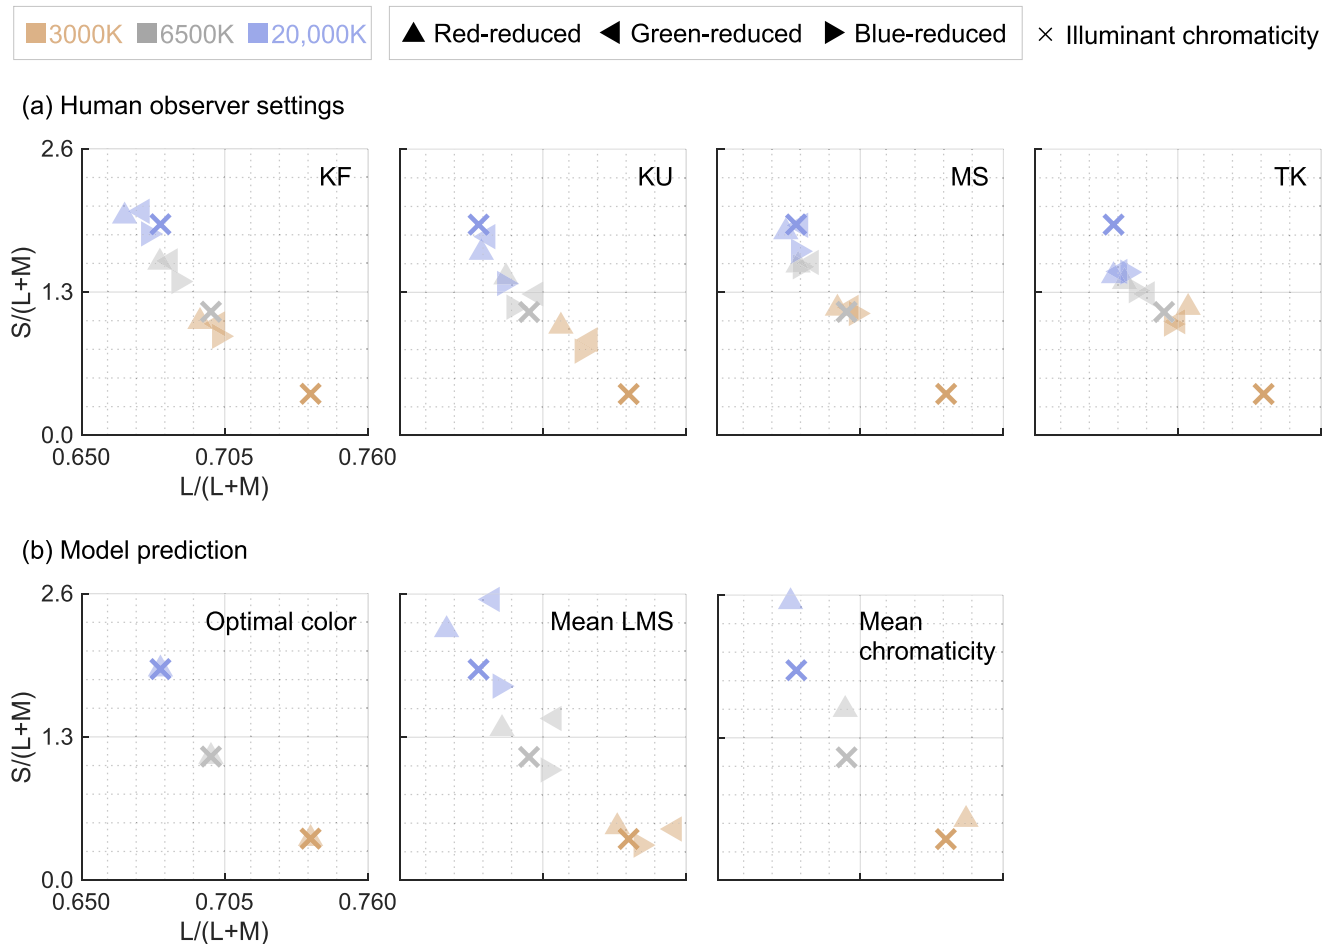 3000K 6500K 20,000K Red-reduced Green-reduced Blue-reduced Illuminant chromaticity
(a) Human observer settings
2.6
KF
KU
MS
TK
S/(L+M)
1.3
0.0
0.650
0.705
0.760
L/(L+M)
(b) Model prediction
2.6
Optimal color
Mean LMS
Mean
chromaticity
S/(L+M)
1.3
0.0
0.650
0.705
0.760
L/(L+M)